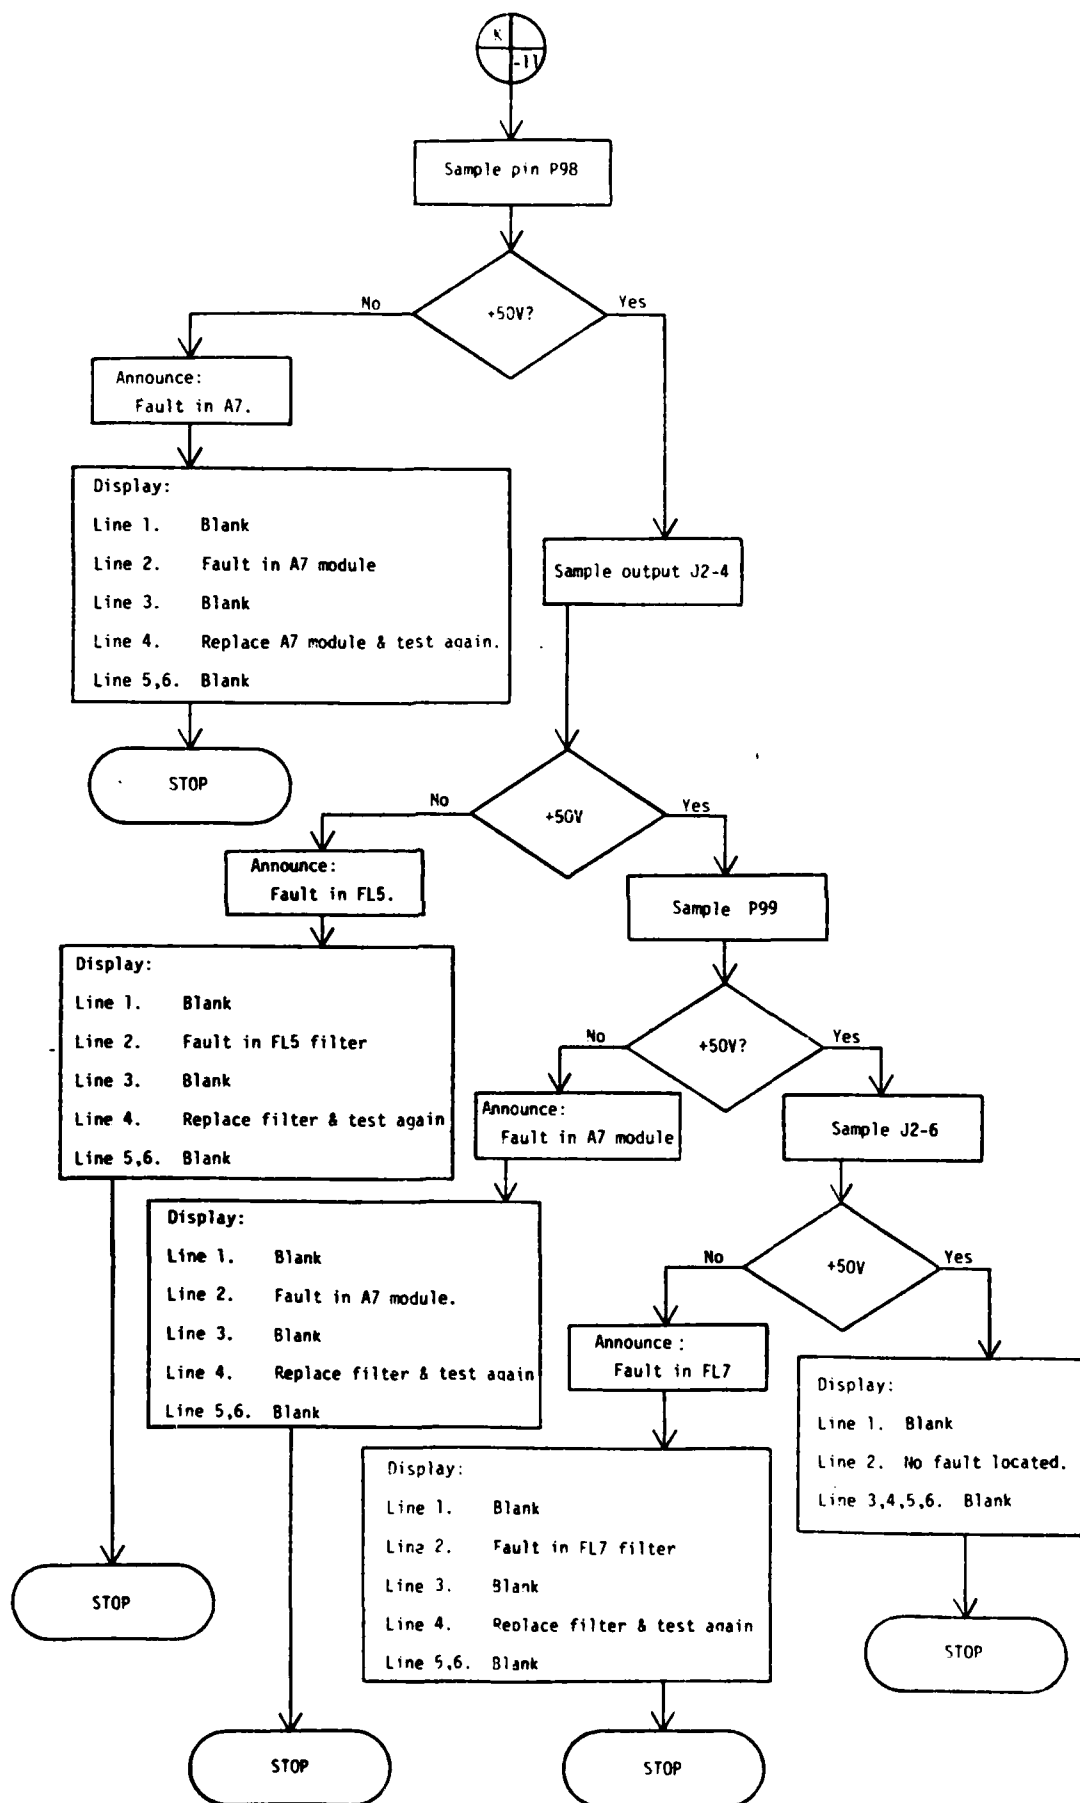 K
-11
Sample pin P98
+50V?
No
Yes
Announce:
Fault in A7.
Display:
Line 1. Blank
Line 2. Fault in A7 module
Line 3. Blank
Line 4. Replace A7 module & test again.
Line 5,6. Blank
STOP
Sample output J2-4
+50V
No
Yes
Announce:
Fault in FL5.
Display:
Line 1. Blank
Line 2. Fault in FL5 filter
Line 3. Blank
Line 4. Replace filter & test again
Line 5,6. Blank
STOP
Sample P99
+50V?
No
Yes
Announce:
Fault in A7 module
Display:
Line 1. Blank
Line 2. Fault in A7 module.
Line 3. Blank
Line 4. Replace filter & test again
Line 5,6. Blank
STOP
Sample J2-6
+50V
No
Yes
Announce:
Fault in FL7
Display:
Line 1. Blank
Line 2. Fault in FL7 filter
Line 3. Blank
Line 4. Replace filter & test again
Line 5,6. Blank
STOP
Display:
Line 1. Blank
Line 2. No fault located.
Line 3,4,5,6. Blank
STOP